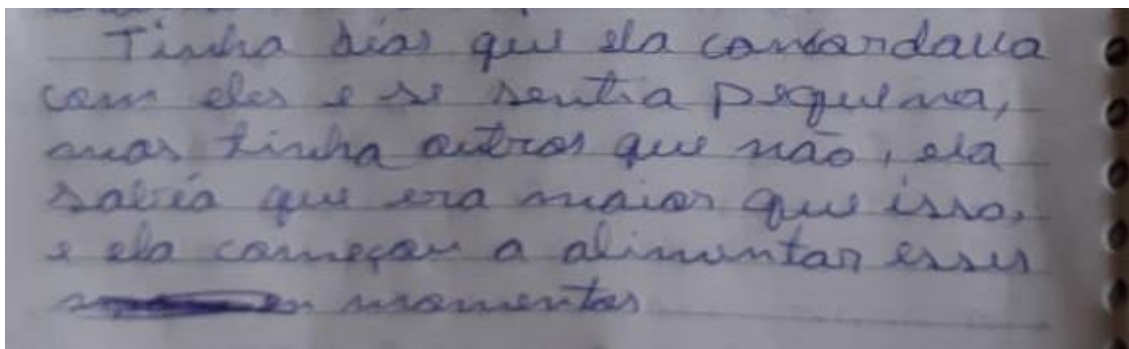 Tinha dias que ela concordava
com eles e se sentia pequena,
mas tinha outros que não, ela
sabia que era maior que isso,
e ela começou a alimentar esses
momentos